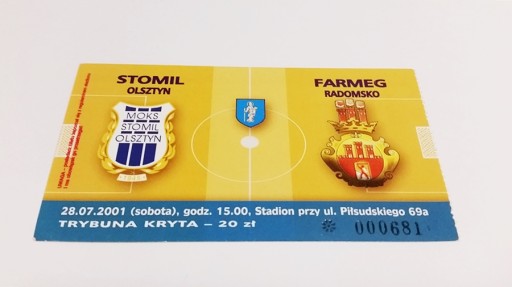 STOMIL
OLSZTYN
FARMEG
RADOMSKO
MOKS
STOMIL
OLSZTYN
28.07.2001 (sobota), godz. 15.00, Stadion przy ul. Piłsudskiego 69a
TRYBUNA KRYTA – 20 zł
000681